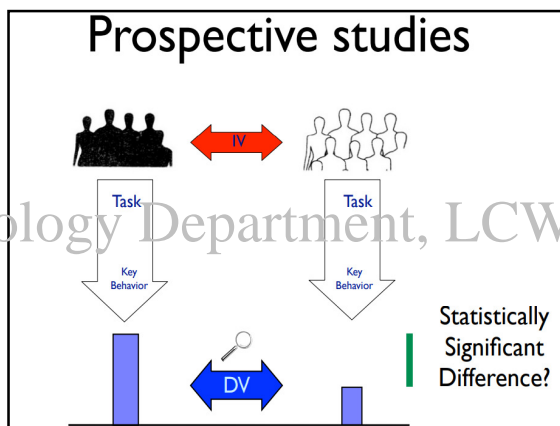 Prospective studies
IV
Task Task
ology Department, LCW
Key Key
Behavior Behavior
Statistically
Significant
Difference?
DV